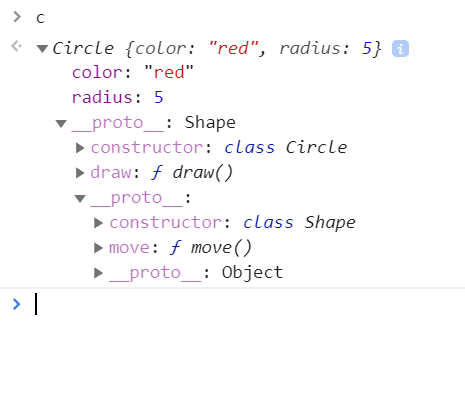 c
Circle {color: "red", radius: 5} i
color: "red"
radius: 5
__proto__: Shape
constructor: class Circle
draw: ƒ draw()
__proto__:
constructor: class Shape
move: ƒ move()
__proto__: Object